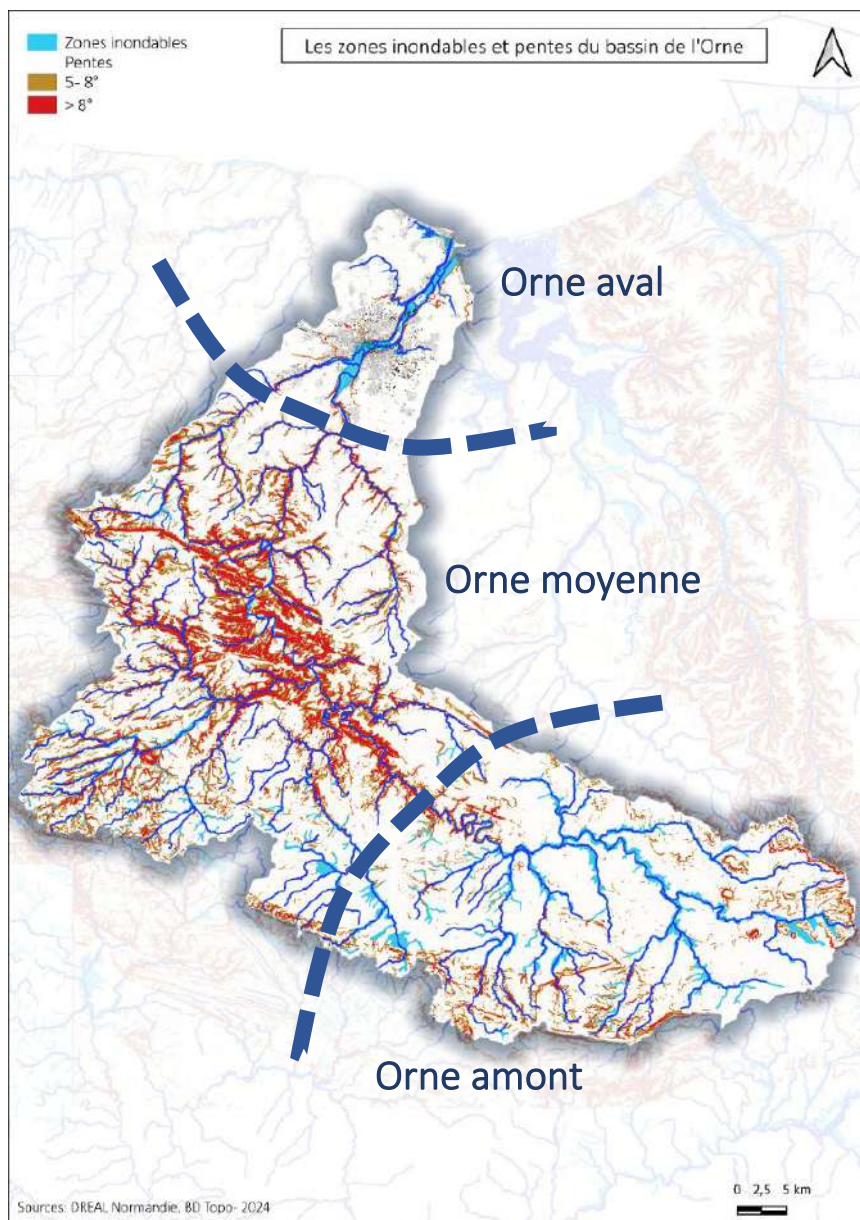 Zones inondables
Pentes
5- 8°
> 8°
Les zones inondables et pentes du bassin de l'Orne
Orne aval
Orne moyenne
Orne amont
0 2,5 5 km
Sources: DREAL Normandie, BD Topo- 2024